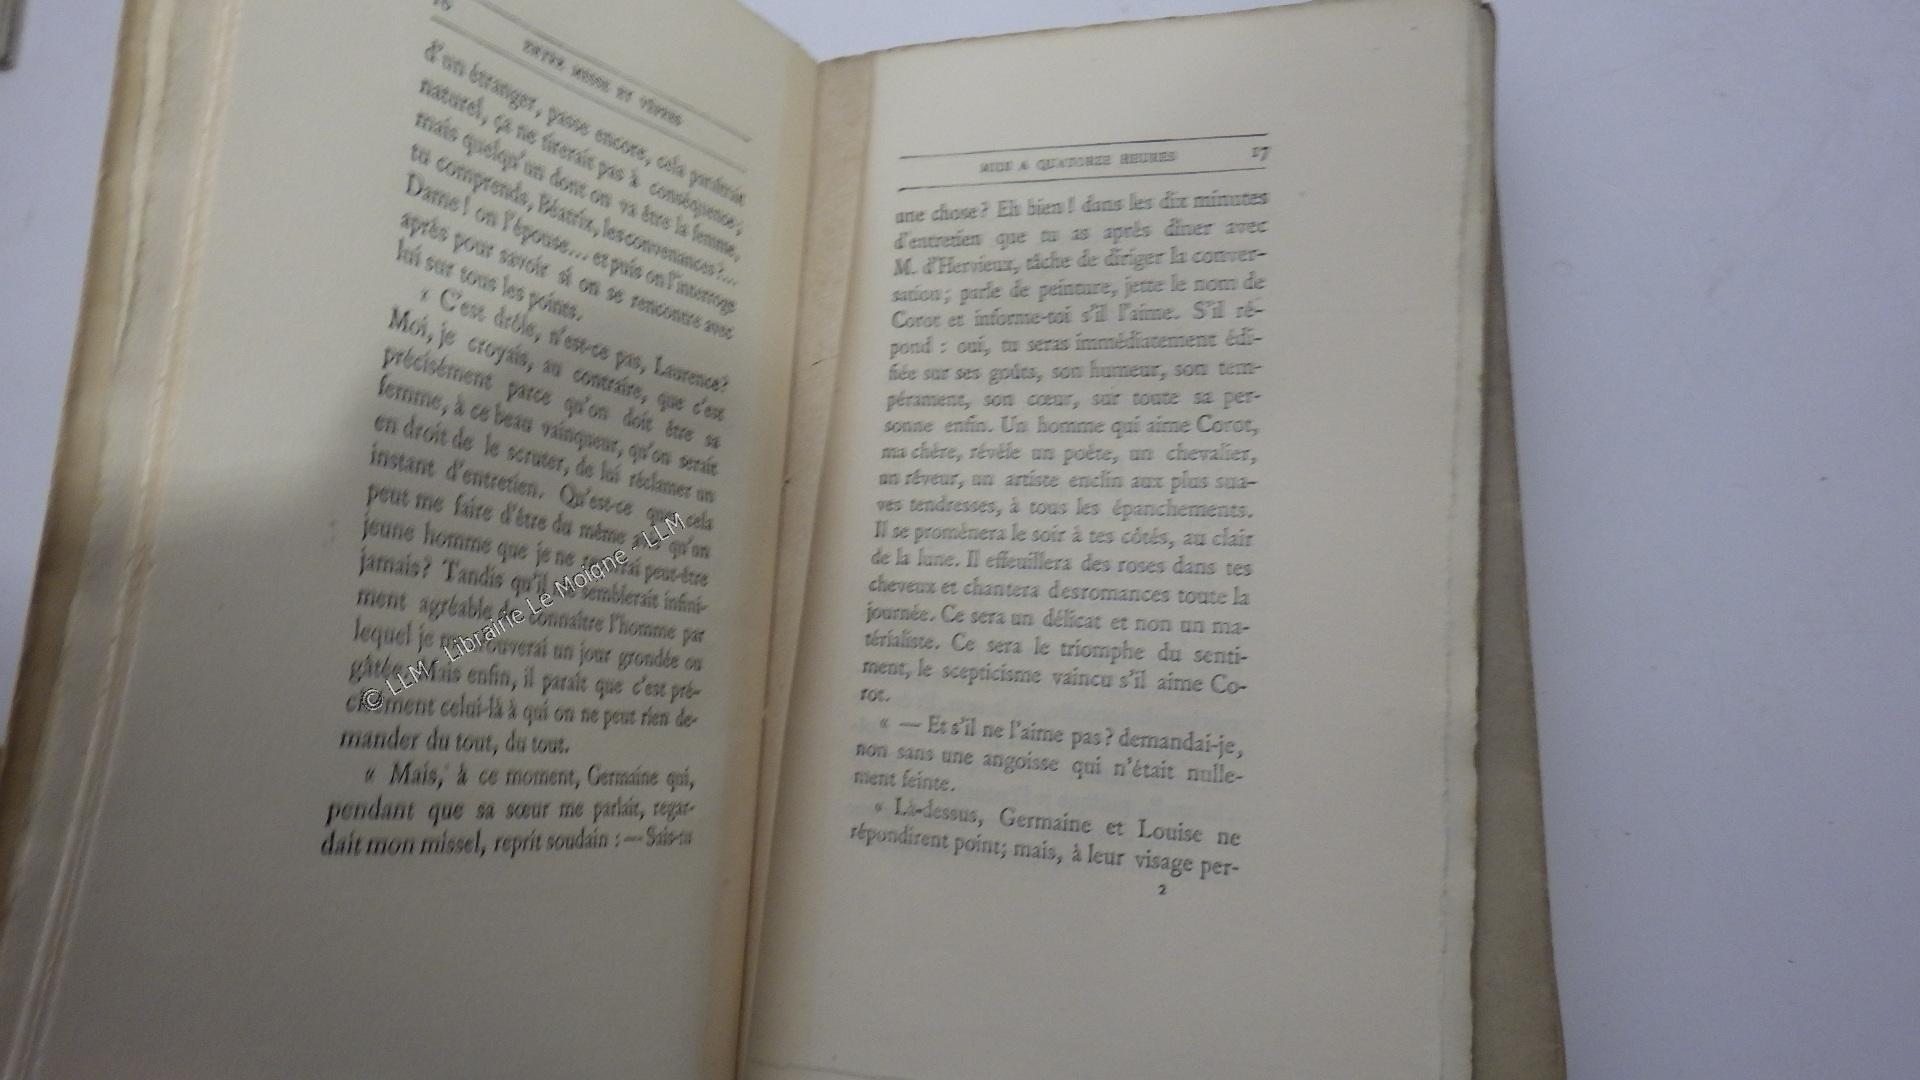 16
ENTRE MESSE ET VÊPRES
d'un étranger, passe encore, cela paraîtrait
naturel, ça ne tirerait pas à conséquence;
mais quelqu'un dont on va être la femme,
tu comprends, Béatrix, les convenances?...
Dame! on l'épouse... et puis on l'interroge
après pour savoir si on se rencontre avec
lui sur tous les points.
« C'est drôle, n'est-ce pas, Laurence?
Moi, je croyais, au contraire, que c'est
précisément parce qu'on doit être sa
femme, à ce beau vainqueur, qu'on serait
en droit de le scruter, de lui réclamer un
instant d'entretien. Qu'est-ce que cela
peut me faire d'être du même avis qu'un
jeune homme que je ne reverrai peut-être
jamais? Tandis qu'il me semblerait infini-
ment agréable de connaître l'homme par
lequel je me trouverai un jour grondée ou
gâtée. Mais enfin, il paraît que c'est pré-
cisément celui-là à qui on ne peut rien de-
mander du tout, du tout.
« Mais, à ce moment, Germaine qui,
pendant que sa sœur me parlait, regar-
dait mon missel, reprit soudain : — Sais-tu
© LLM - Librairie Le Moigne - LLM
MIDI A QUATORZE HEURES 17
une chose? Eh bien! dans les dix minutes
d'entretien que tu as après dîner avec
M. d'Hervieux, tâche de diriger la conver-
sation; parle de peinture, jette le nom de
Corot et informe-toi s'il l'aime. S'il ré-
pond : oui, tu seras immédiatement édi-
fiée sur ses goûts, son humeur, son tem-
pérament, son cœur, sur toute sa per-
sonne enfin. Un homme qui aime Corot,
ma chère, révèle un poète, un chevalier,
un rêveur, un artiste enclin aux plus sua-
ves tendresses, à tous les épanchements.
Il se promènera le soir à tes côtés, au clair
de la lune. Il effeuillera des roses dans tes
cheveux et chantera des romances toute la
journée. Ce sera un délicat et non un ma-
térialiste. Ce sera le triomphe du senti-
ment, le scepticisme vaincu s'il aime Co-
rot.
« — Et s'il ne l'aime pas? demandai-je,
non sans une angoisse qui n'était nulle-
ment feinte.
« Là-dessus, Germaine et Louise ne
répondirent point; mais, à leur visage per-
2